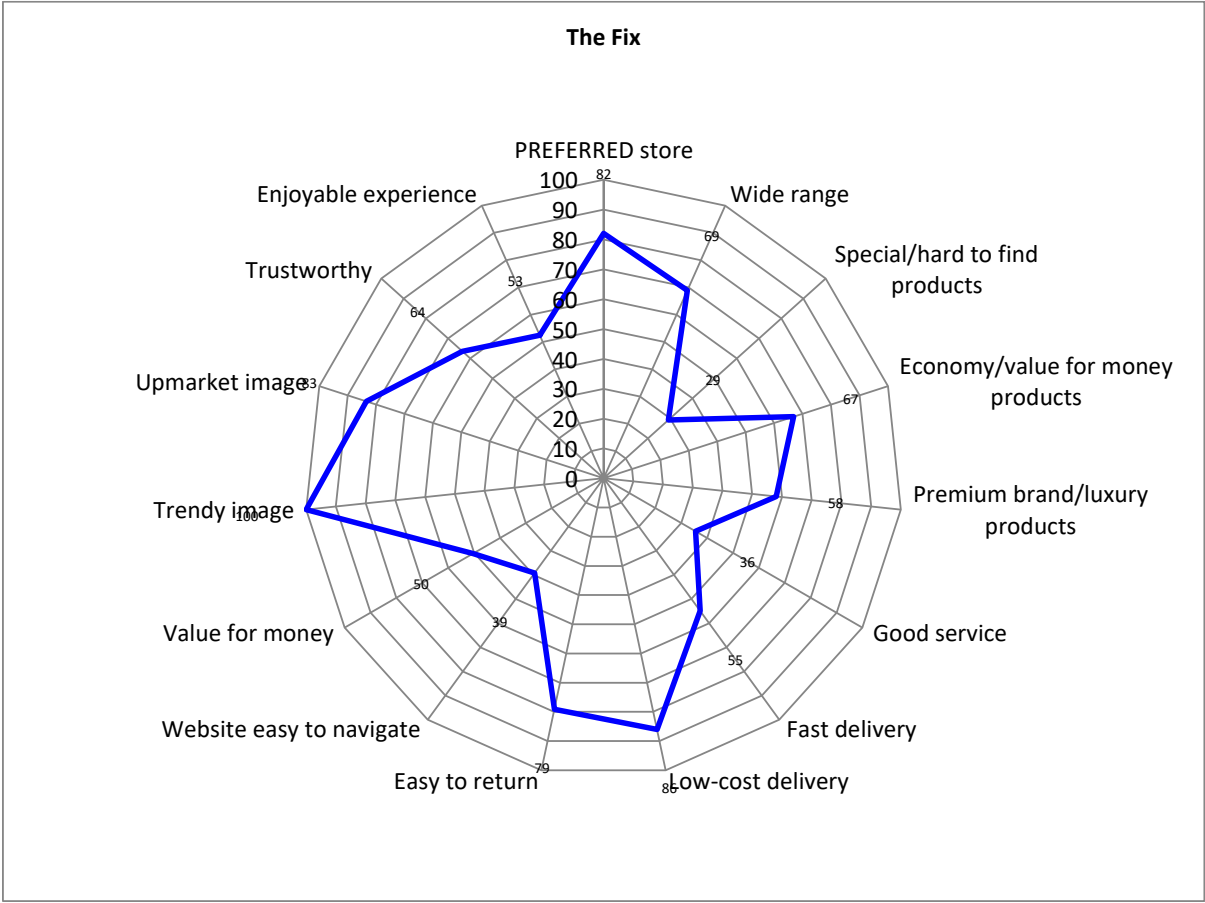 The Fix
PREFERRED store
82
Enjoyable experience
Wide range
100
90
80
70
60
50
40
30
20
10
0
69
53
Special/hard to find
products
Trustworthy
64
29
Economy/value for money
products
67
Upmarket image
83
Premium brand/luxury
products
58
Trendy image
100
36
Good service
50
Value for money
39
55
Fast delivery
Website easy to navigate
79
Easy to return
Low-cost delivery